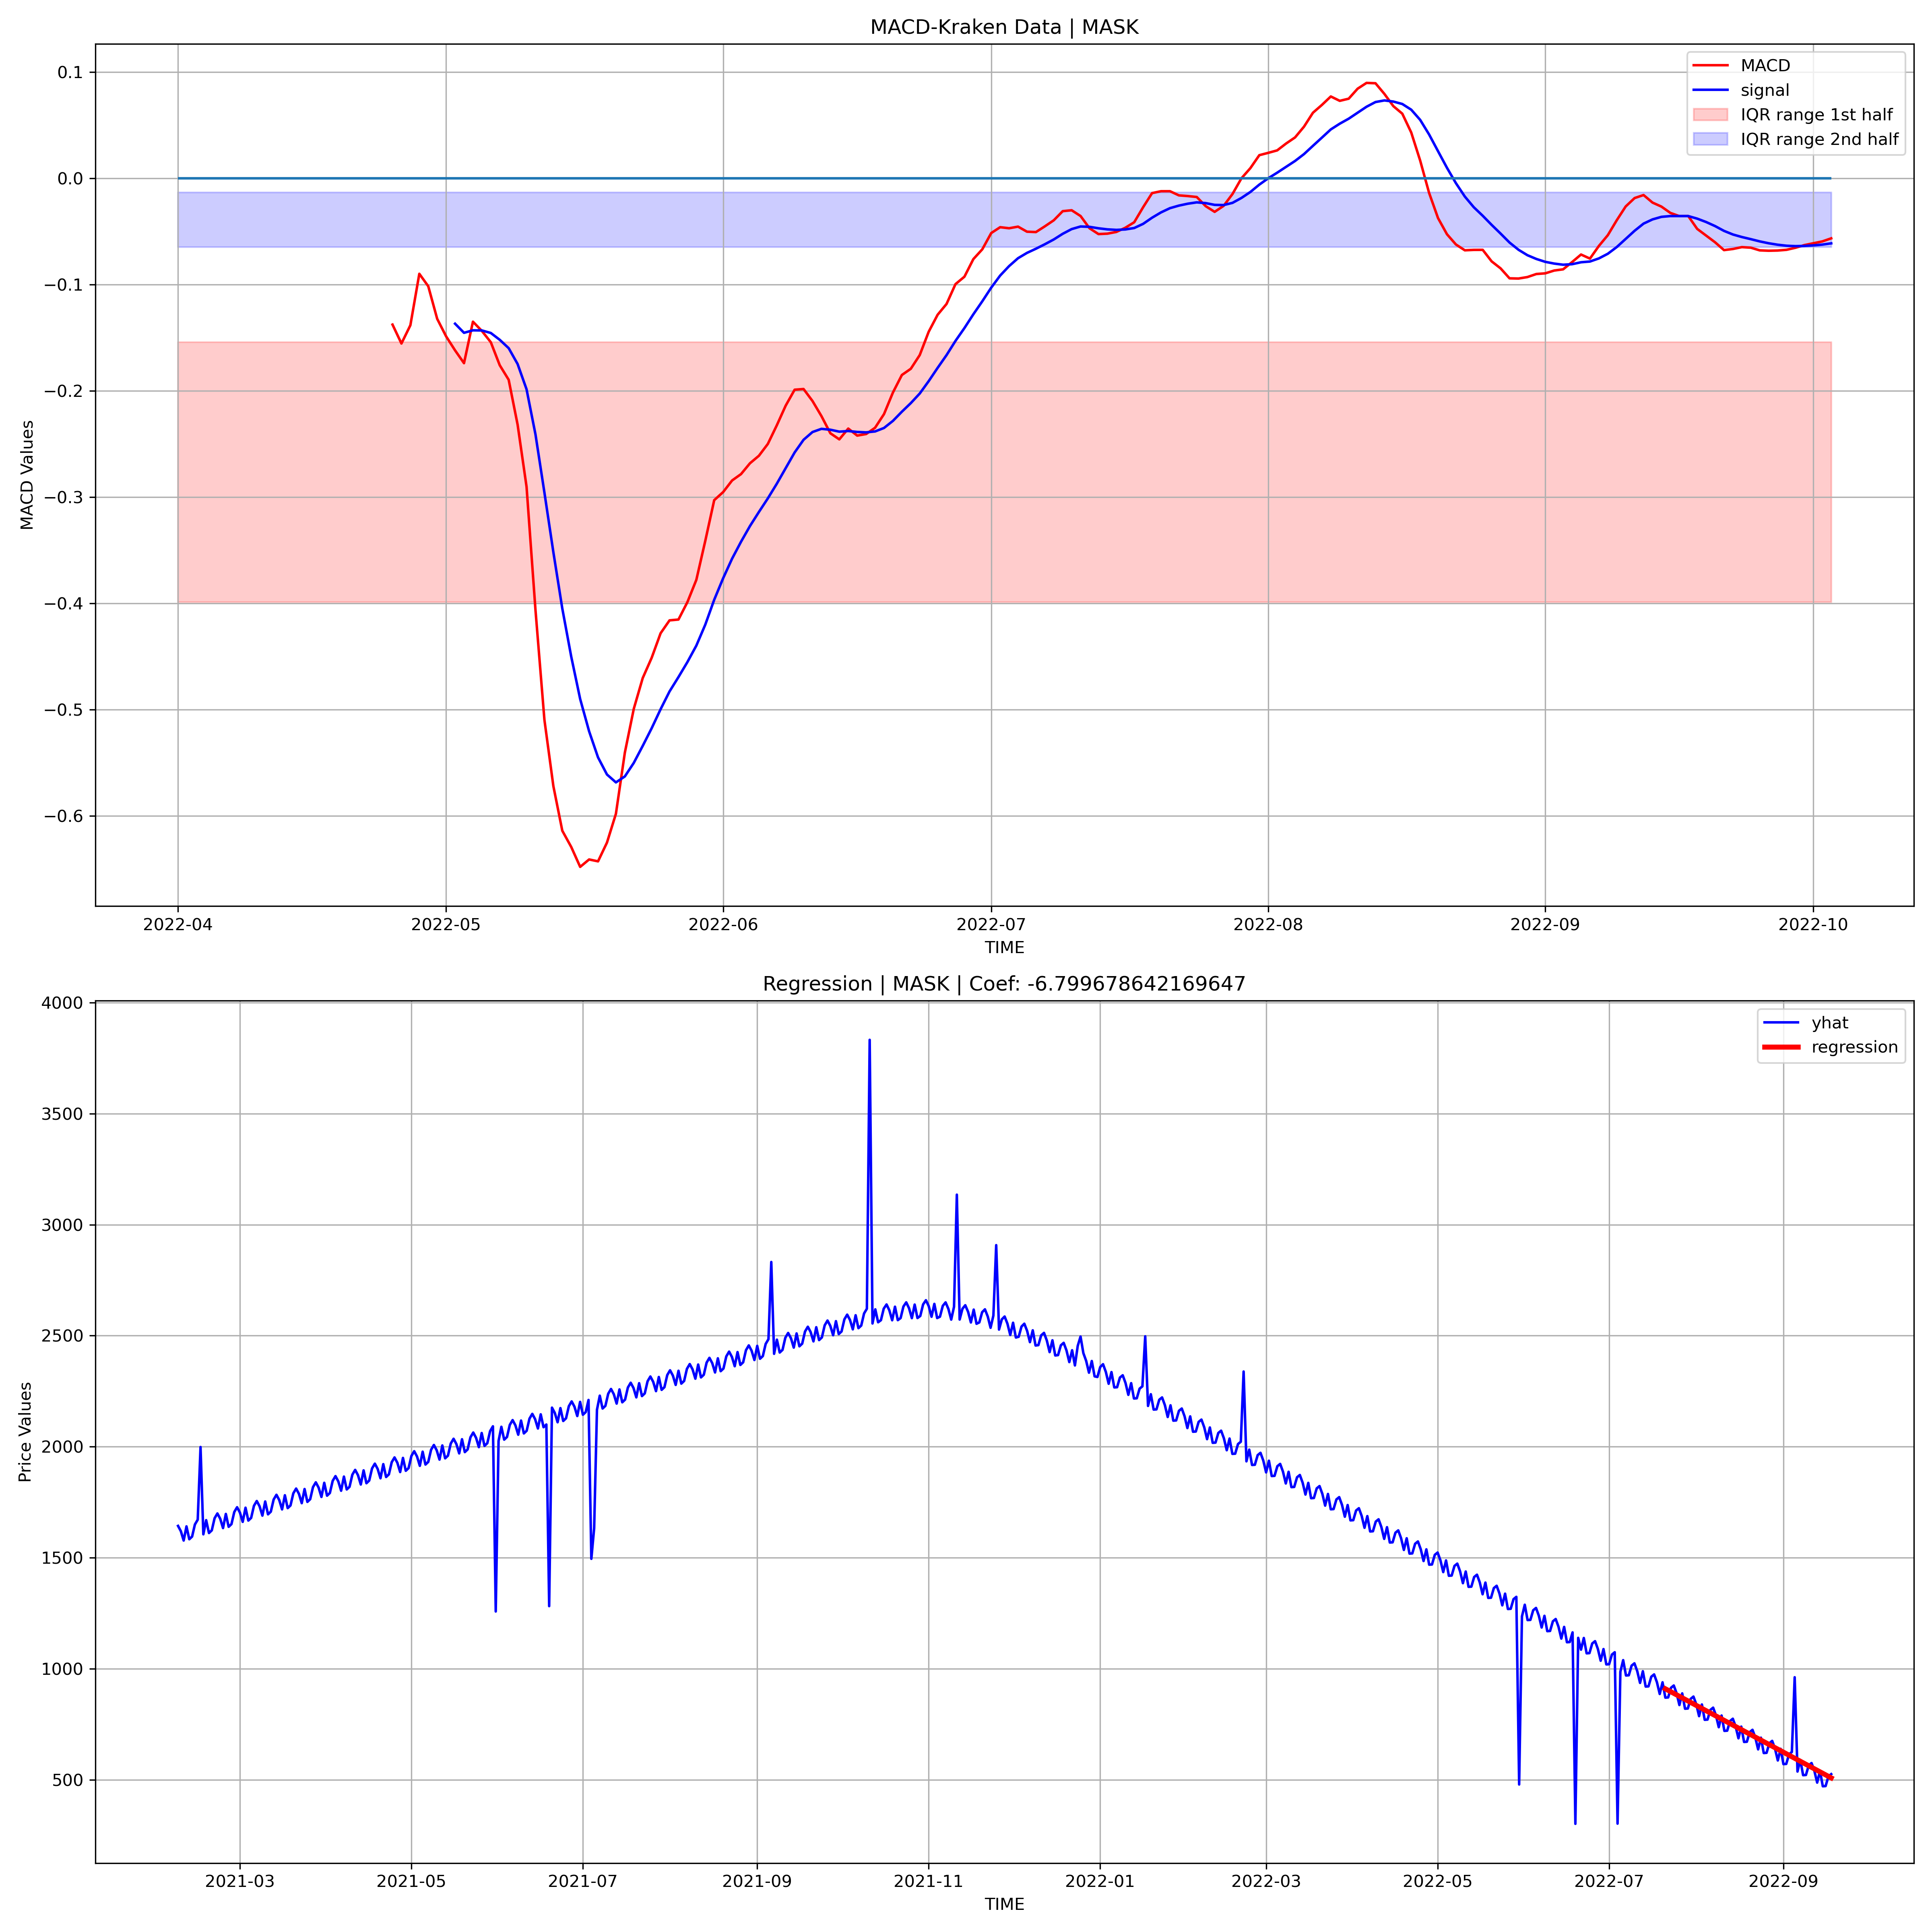 MACD-Kraken Data | MASK
MACD
signal
IQR range 1st half
IQR range 2nd half
0.1
0.0
−0.1
−0.2
−0.3
−0.4
−0.5
−0.6
MACD Values
2022-04 2022-05 2022-06 2022-07 2022-08 2022-09 2022-10
TIME
Regression | MASK | Coef: -6.799678642169647
yhat
regression
4000
3500
3000
2500
2000
1500
1000
500
Price Values
2021-03 2021-05 2021-07 2021-09 2021-11 2022-01 2022-03 2022-05 2022-07 2022-09
TIME